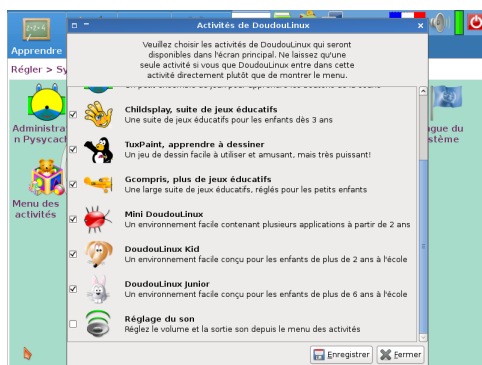 Activités de DoudouLinux
2+2=4
Apprendre
Veuillez choisir les activités de DoudouLinux qui seront
disponibles dans l'écran principal. Ne laissez qu'une
seule activité si vous que DoudouLinux entre dans cette
activité directement plutôt que de montrer le menu.
Régler > Sy
Childsplay, suite de jeux éducatifs
Une suite de jeux éducatifs pour les enfants dès 3 ans
Administra
n Pysycach
TuxPaint, apprendre à dessiner
Un jeu de dessin facile à utiliser et amusant, mais très puissant!
gue du
stème
Gcompris, plus de jeux éducatifs
Une large suite de jeux éducatifs, réglés pour les petits enfants
Menu des
activités
Mini DoudouLinux
Un environnement facile contenant plusieurs applications à partir de 2 ans
DoudouLinux Kid
Un environnement facile conçu pour les enfants de plus de 2 ans à l'école
DoudouLinux Junior
Un environnement facile conçu pour les enfants de plus de 6 ans à l'école
Réglage du son
Réglez le volume et la sortie son depuis le menu des activités
Enregistrer
Fermer